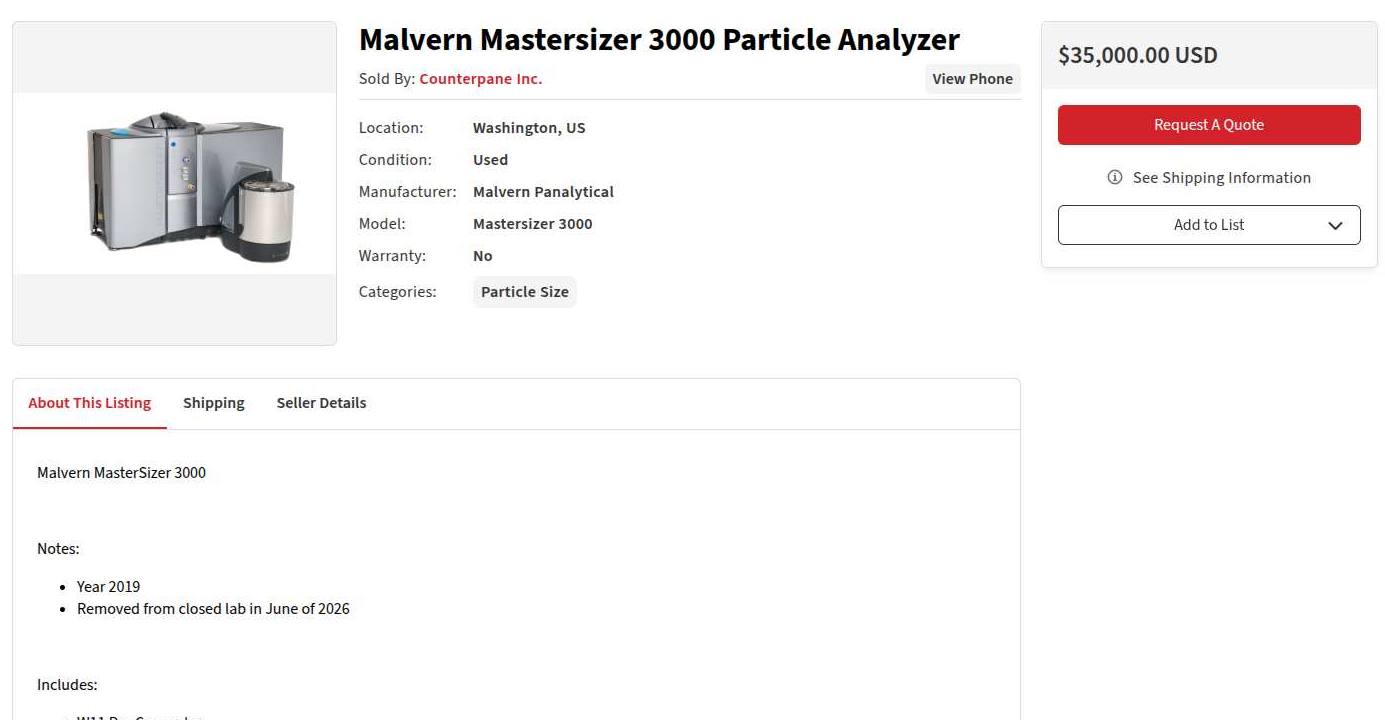 Malvern Mastersizer 3000 Particle Analyzer
Sold By: Counterpane Inc.
View Phone
Location: Washington, US
Condition: Used
Manufacturer: Malvern Panalytical
Model: Mastersizer 3000
Warranty: No
Categories: Particle Size
$35,000.00 USD
Request A Quote
See Shipping Information
Add to List
About This Listing Shipping Seller Details
Malvern MasterSizer 3000
Notes:
• Year 2019
• Removed from closed lab in June of 2026
Includes: